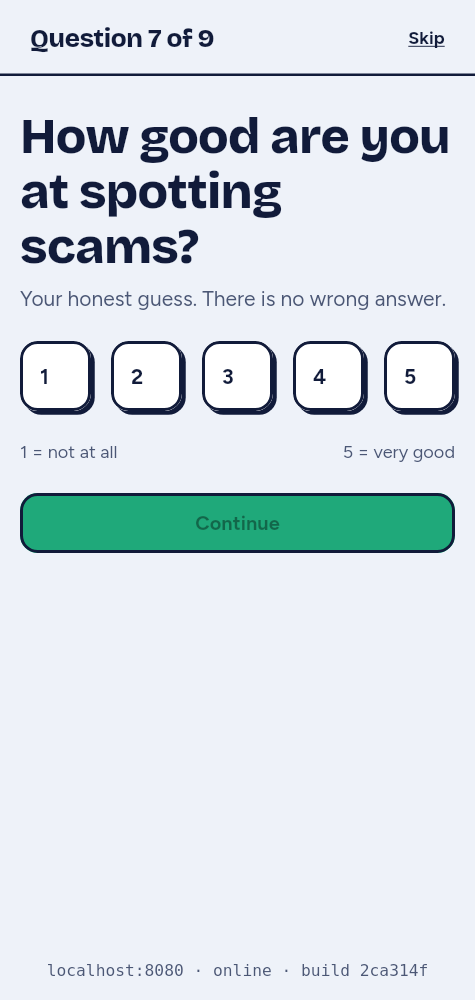 Question 7 of 9
Skip
How good are you
at spotting
scams?
Your honest guess. There is no wrong answer.
1
2
3
4
5
1 = not at all
5 = very good
Continue
localhost:8080 · online · build 2ca314f